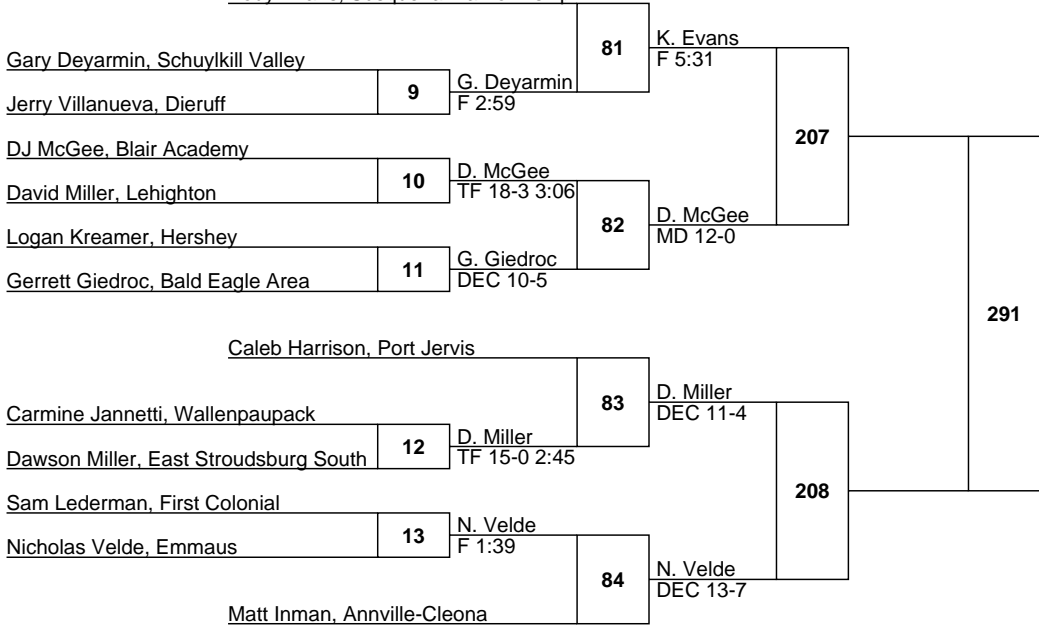 81
K. Evans
F 5:31
Gary Deyarmin, Schuylkill Valley
9
G. Deyarmin
F 2:59
Jerry Villanueva, Dieruff
207
DJ McGee, Blair Academy
10
D. McGee
TF 18-3 3:06
David Miller, Lehighton
82
D. McGee
MD 12-0
Logan Kreamer, Hershey
11
G. Giedroc
DEC 10-5
Gerrett Giedroc, Bald Eagle Area
291
Caleb Harrison, Port Jervis
83
D. Miller
DEC 11-4
Carmine Jannetti, Wallenpaupack
12
D. Miller
TF 15-0 2:45
Dawson Miller, East Stroudsburg South
208
Sam Lederman, First Colonial
13
N. Velde
F 1:39
Nicholas Velde, Emmaus
84
N. Velde
DEC 13-7
Matt Inman, Annville-Cleona